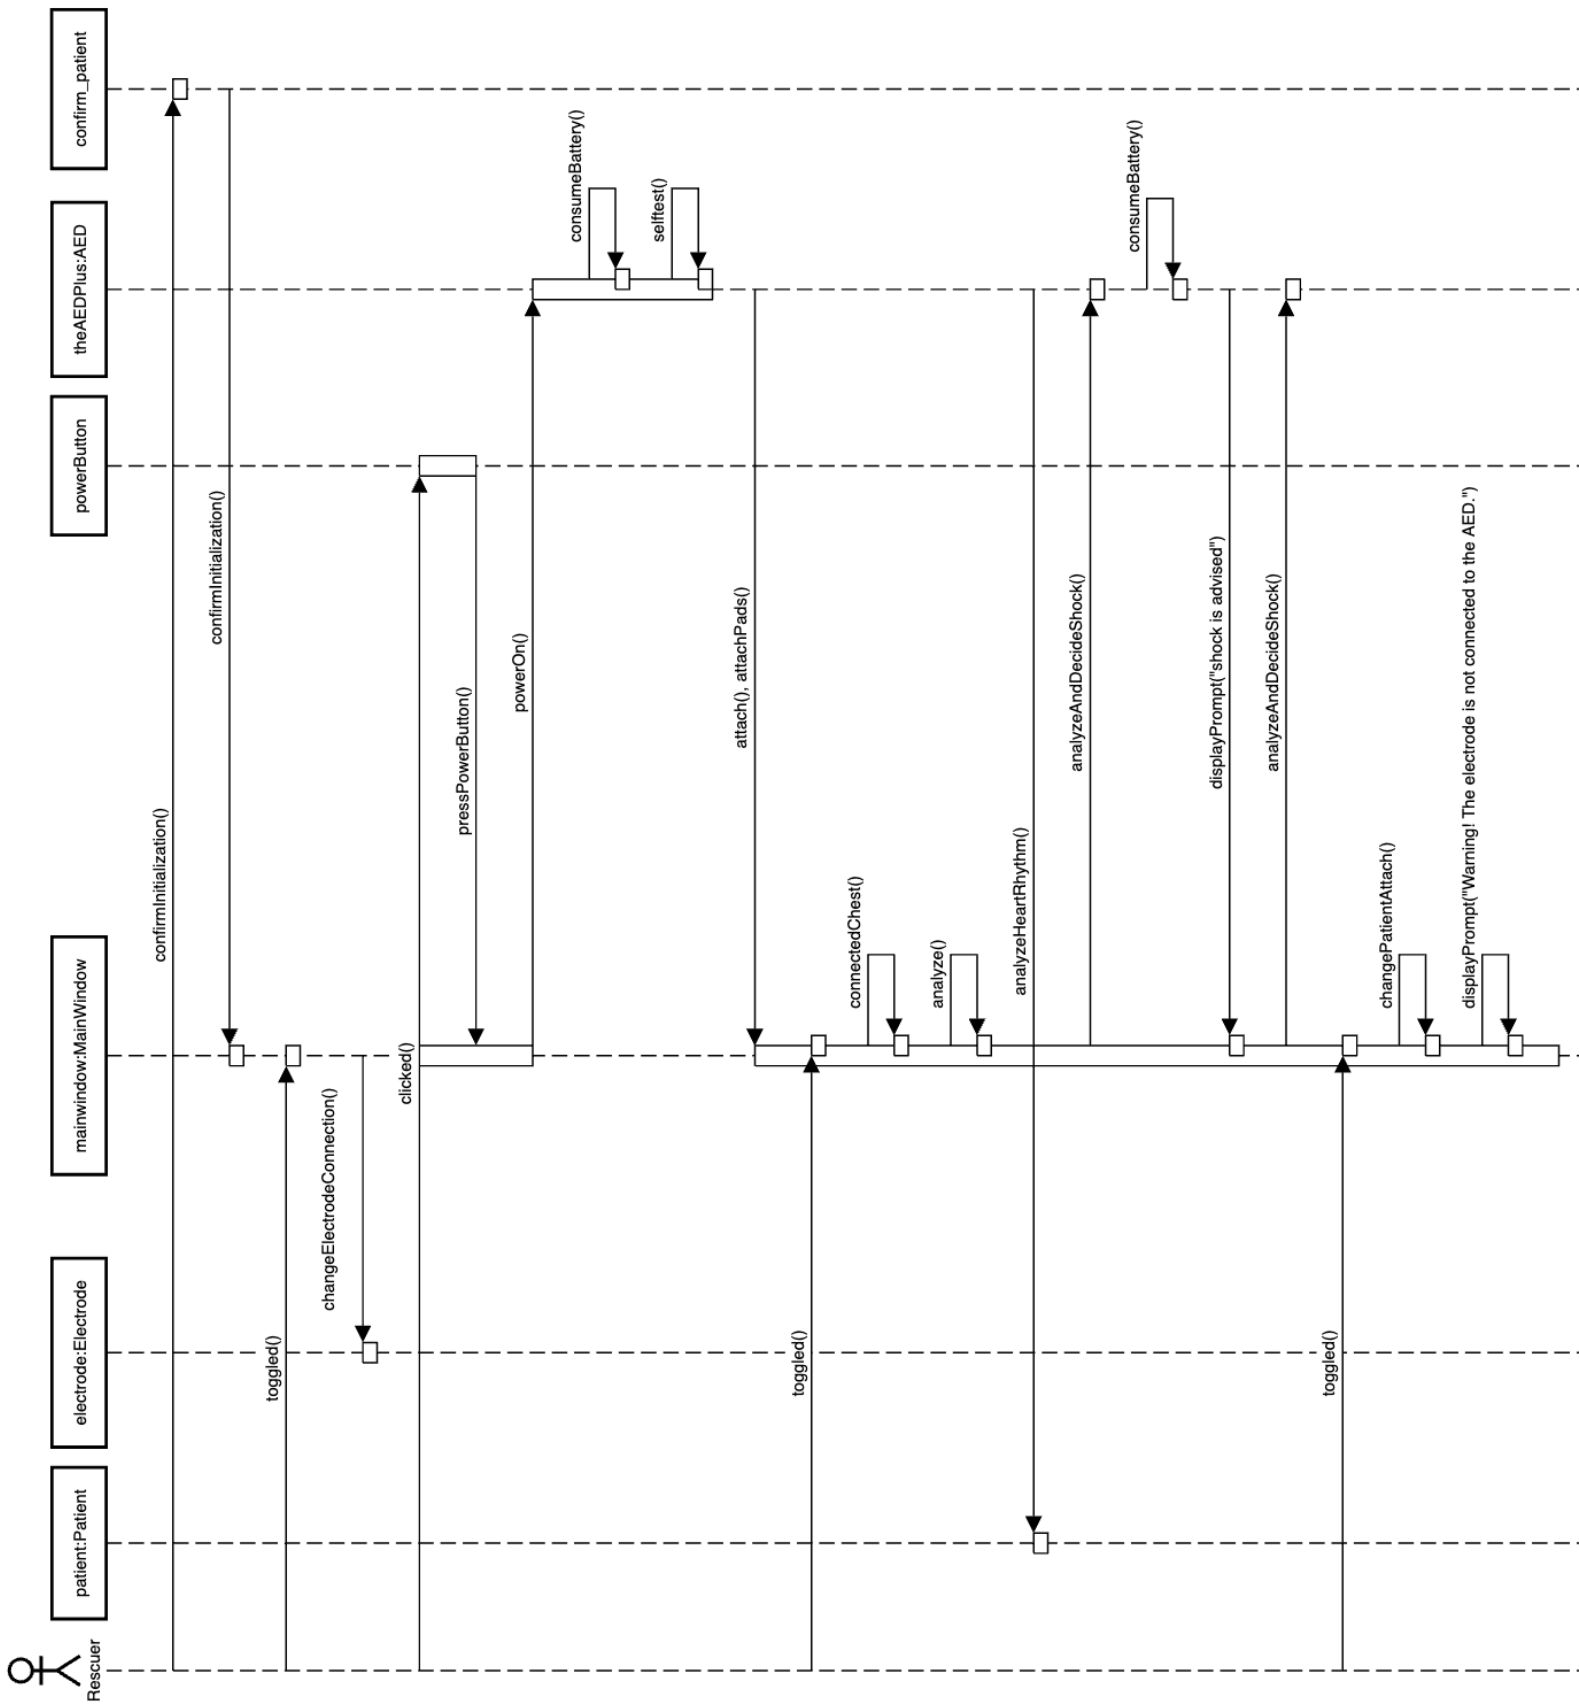 Rescuer
patient:Patient
electrode:Electrode
mainwindow:MainWindow
powerButton
theAEDPlus:AED
confirm_patient
confirmInitialization()
confirmInitialization()
toggled()
changeElectrodeConnection()
clicked()
pressPowerButton()
powerOn()
consumeBattery()
selftest()
attach(), attachPads()
toggled()
connectedChest()
analyze()
analyzeHeartRhythm()
analyzeAndDecideShock()
consumeBattery()
displayPrompt("shock is advised")
analyzeAndDecideShock()
toggled()
changePatientAttach()
displayPrompt("Warning! The electrode is not connected to the AED.")